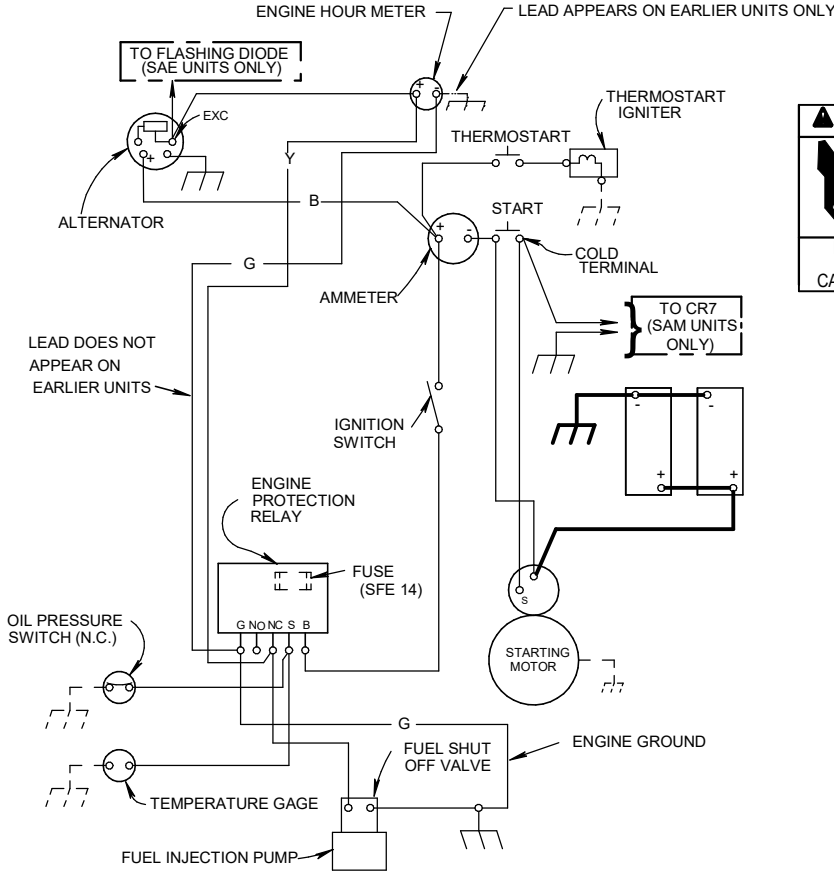 ENGINE HOUR METER
LEAD APPEARS ON EARLIER UNITS ONLY
TO FLASHING DIODE
(SAE UNITS ONLY)
EXC
+ -
THERMOSTART
IGNITER
THERMOSTART
Y
+
ALTERNATOR
B
START
+ -
COLD
TERMINAL
G
AMMETER
CA
TO CR7
(SAM UNITS
ONLY)
LEAD DOES NOT
APPEAR ON
EARLIER UNITS
- -
IGNITION
SWITCH
+ +
ENGINE
PROTECTION
RELAY
FUSE
(SFE 14)
S
G NO NC S B
OIL PRESSURE
SWITCH (N.C.)
STARTING
MOTOR
G
ENGINE GROUND
FUEL SHUT
OFF VALVE
TEMPERATURE GAGE
FUEL INJECTION PUMP